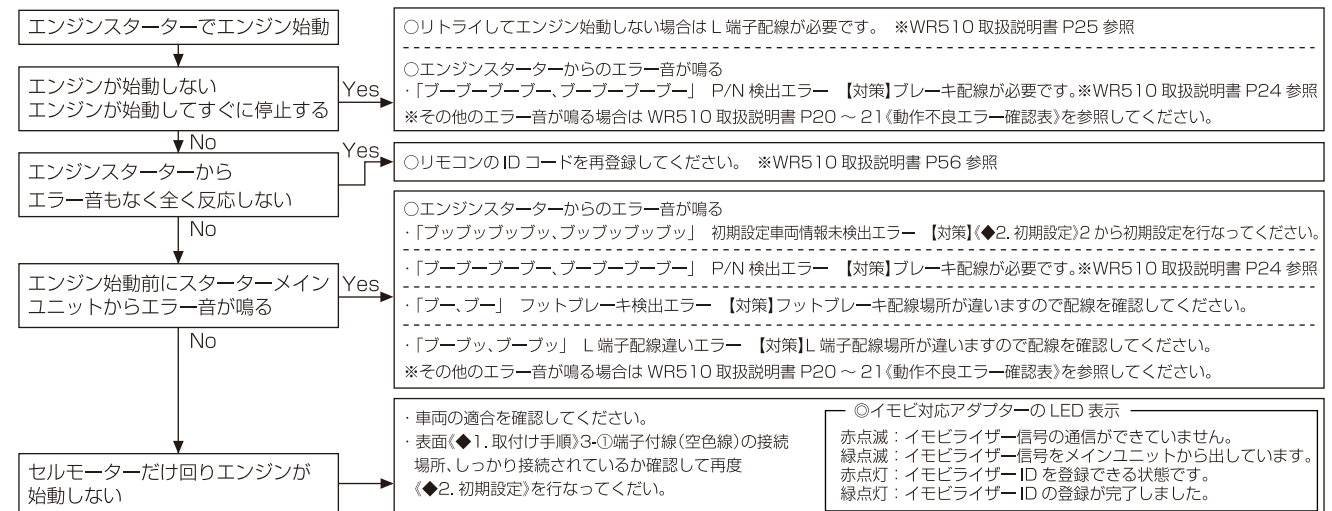 エンジンスターターでエンジン始動
○リトライしてエンジン始動しない場合は L 端子配線が必要です。 ※WR510 取扱説明書 P25 参照
エンジンが始動しない
エンジンが始動してすぐに停止する
Yes
○エンジンスターターからのエラー音が鳴る
・「ブーブーブーブー、ブーブーブーブー」 P/N 検出エラー 【対策】ブレーキ配線が必要です。※WR510 取扱説明書 P24 参照
※その他のエラー音が鳴る場合は WR510 取扱説明書 P20 ～ 21《動作不良エラー確認表》を参照してください。
No
エンジンスターターから
エラー音もなく全く反応しない
Yes
○リモコンの ID コードを再登録してください。 ※WR510 取扱説明書 P56 参照
No
エンジン始動前にスターターメイン
ユニットからエラー音が鳴る
Yes
○エンジンスターターからのエラー音が鳴る
・「ブッブッブッブッ、ブッブッブッブッ」 初期設定車両情報未検出エラー 【対策】《◆2. 初期設定》2 から初期設定を行なってください。
・「ブーブーブーブー、ブーブーブーブー」 P/N 検出エラー 【対策】ブレーキ配線が必要です。※WR510 取扱説明書 P24 参照
・「ブー、ブー」 フットブレーキ検出エラー 【対策】フットブレーキ配線場所が違いますので配線を確認してください。
・「ブーブッ、ブーブッ」 L 端子配線違いエラー 【対策】L 端子配線場所が違いますので配線を確認してください。
※その他のエラー音が鳴る場合は WR510 取扱説明書 P20 ～ 21《動作不良エラー確認表》を参照してください。
No
セルモーターだけ回りエンジンが
始動しない
・車両の適合を確認してください。
・表面《◆1. 取付け手順》3-①端子付線(空色線)の接続
場所、しっかり接続されているか確認して再度
《◆2. 初期設定》を行なってくだい。
◎イモビ対応アダプターの LED 表示
赤点滅：イモビライザー信号の通信ができていません。
緑点滅：イモビライザー信号をメインユニットから出しています。
赤点灯：イモビライザー ID を登録できる状態です。
緑点灯：イモビライザー ID の登録が完了しました。